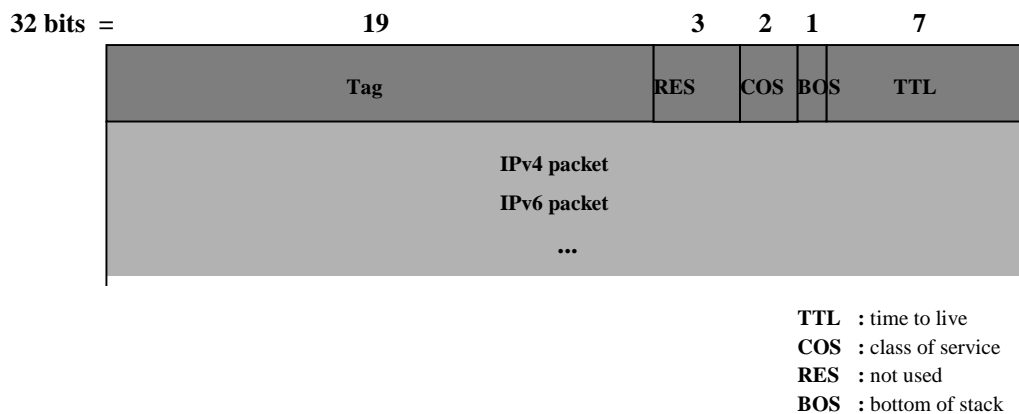 32 bits = 19 3 2 1 7
Tag RES COS BOS TTL
IPv4 packet
IPv6 packet
...
TTL : time to live
COS : class of service
RES : not used
BOS : bottom of stack